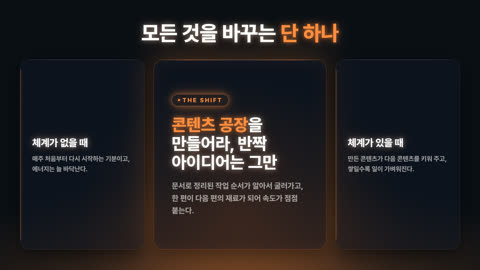 모든 것을 바꾸는 단 하나
체계가 없을 때
매주 처음부터 다시 시작하는 기분이고,
에너지는 늘 바닥난다.
• THE SHIFT
콘텐츠 공장을
만들어라, 반짝
아이디어는 그만
문서로 정리된 작업 순서가 알아서 굴러가고,
한 편이 다음 편의 재료가 되어 속도가 점점
붙는다.
체계가 있을 때
만든 콘텐츠가 다음 콘텐츠를 키워 주고,
쌓일수록 일이 가벼워진다.